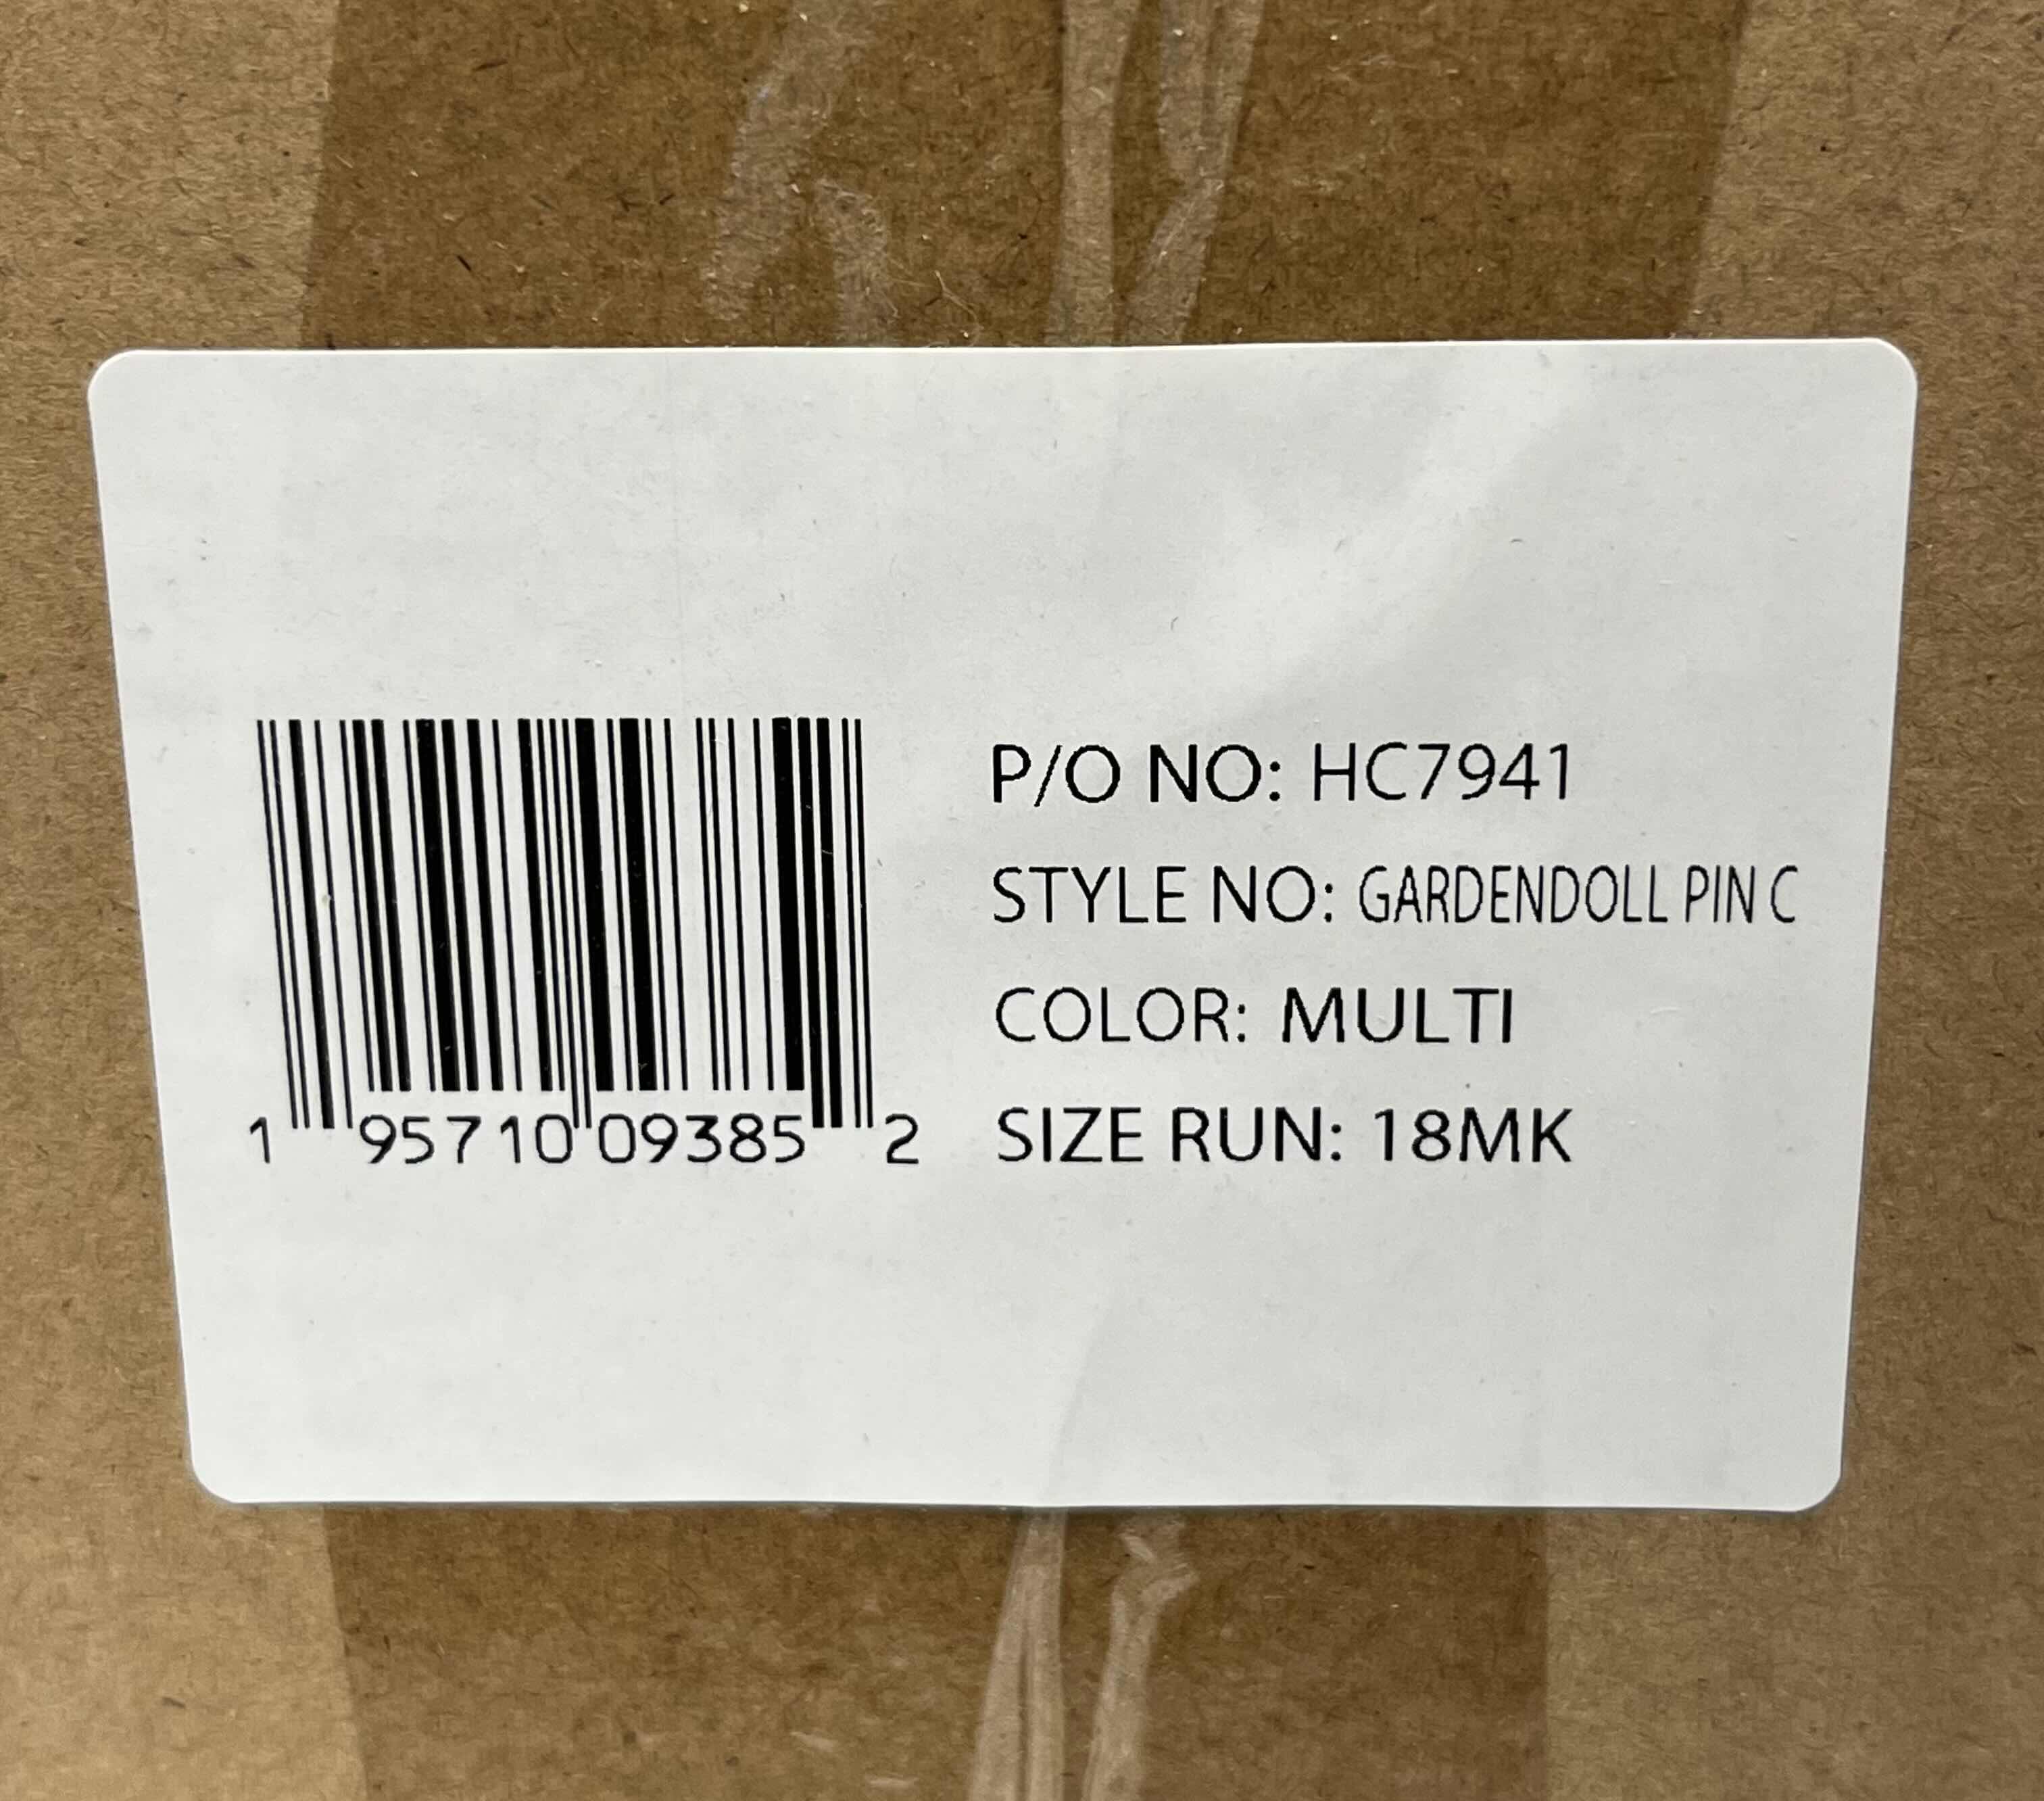 1 95710 09385 2
P/O NO: HC7941
STYLE NO: GARDENDOLL PIN C
COLOR: MULTI
SIZE RUN: 18MK